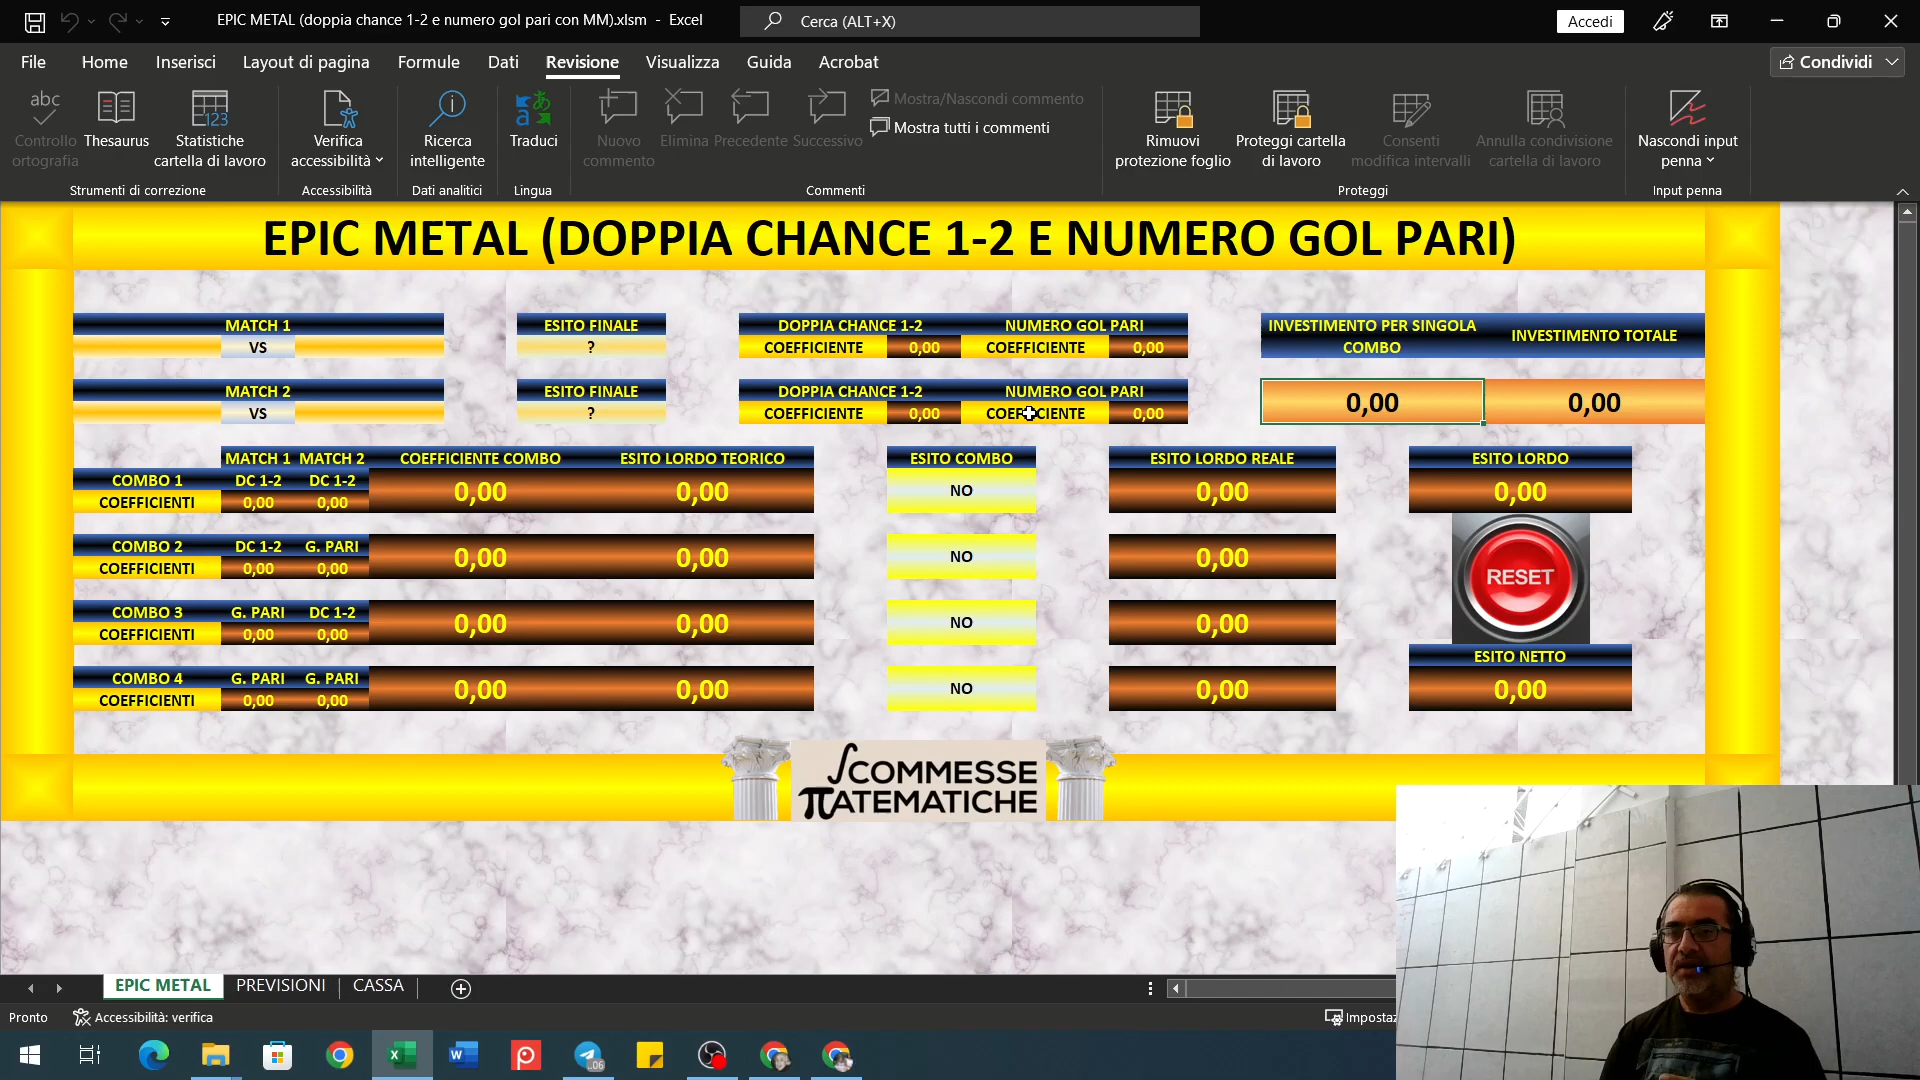 EPIC METAL (doppia chance 1-2 e numero gol pari con MM).xlsm - Excel
Cerca (ALT+X)
Accedi
File Home Inserisci Layout di pagina Formule Dati Revisione Visualizza Guida Acrobat
Condividi
abc
123
Controllo ortografia
Thesaurus
Statistiche cartella di lavoro
Verifica accessibilità
Ricerca intelligente
Traduci
Nuovo commento
Elimina
Precedente
Successivo
Mostra/Nascondi commento
Mostra tutti i commenti
Rimuovi protezione foglio
Proteggi cartella di lavoro
Consenti modifica intervalli
Annulla condivisione cartella di lavoro
Nascondi input penna
Strumenti di correzione Accessibilità Dati analitici Lingua Commenti Proteggi Input penna
EPIC METAL (DOPPIA CHANCE 1-2 E NUMERO GOL PARI)
MATCH 1 ESITO FINALE DOPPIA CHANCE 1-2 NUMERO GOL PARI
VS ? COEFFICIENTE 0,00 COEFFICIENTE 0,00
INVESTIMENTO PER SINGOLA COMBO
INVESTIMENTO TOTALE
MATCH 2 ESITO FINALE DOPPIA CHANCE 1-2 NUMERO GOL PARI
VS ? COEFFICIENTE 0,00 COEFFICIENTE 0,00
0,00 0,00
MATCH 1 MATCH 2 COEFFICIENTE COMBO ESITO LORDO TEORICO ESITO COMBO ESITO LORDO REALE ESITO LORDO
COMBO 1 DC 1-2 DC 1-2
COEFFICIENTI 0,00 0,00
0,00 0,00 NO 0,00 0,00
COMBO 2 DC 1-2 G. PARI
COEFFICIENTI 0,00 0,00
0,00 0,00 NO 0,00
RESET
COMBO 3 G. PARI DC 1-2
COEFFICIENTI 0,00 0,00
0,00 0,00 NO 0,00
ESITO NETTO
COMBO 4 G. PARI G. PARI
COEFFICIENTI 0,00 0,00
0,00 0,00 NO 0,00 0,00
∫COMMESSE
πATEMATICHE
EPIC METAL PREVISIONI CASSA
Pronto Accessibilità: verifica
Impostaz